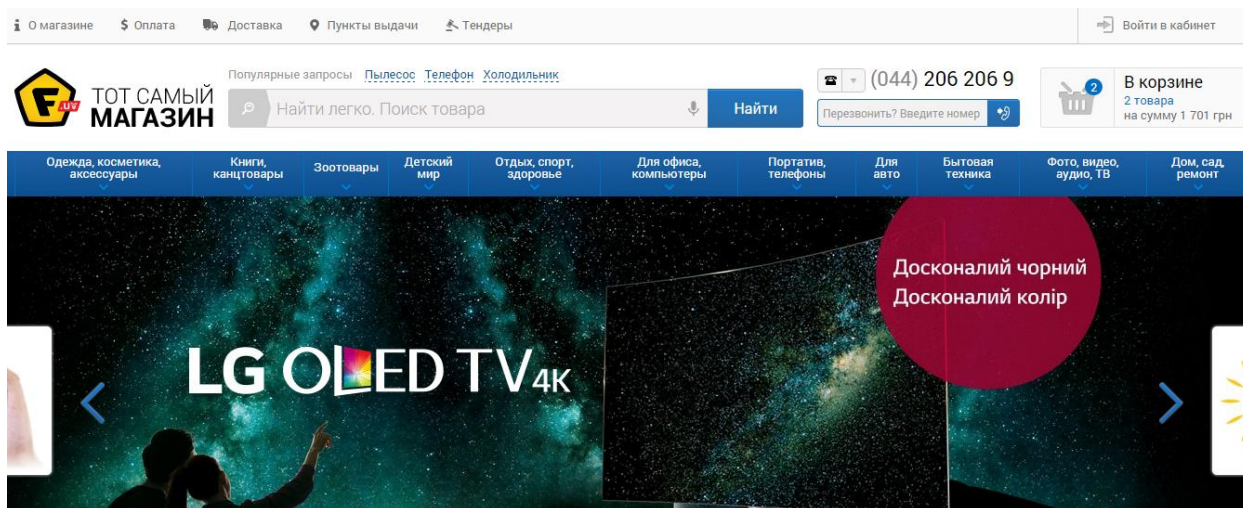 О магазине
$ Оплата
Доставка
Пункты выдачи
Тендеры
Войти в кабинет
F.ua
ТОТ САМЫЙ
МАГАЗИН
Популярные запросы Пылесос Телефон Холодильник
Найти легко. Поиск товара
Найти
(044) 206 206 9
Перезвонить? Введите номер
2
В корзине
2 товара
на сумму 1 701 грн
Одежда, косметика,
аксессуары
Книги,
канцтовары
Зоотовары
Детский
мир
Отдых, спорт,
здоровье
Для офиса,
компьютеры
Портатив,
телефоны
Для
авто
Бытовая
техника
Фото, видео,
аудио, ТВ
Дом, сад,
ремонт
Досконалий чорний
Досконалий колір
LG OLED TV 4K